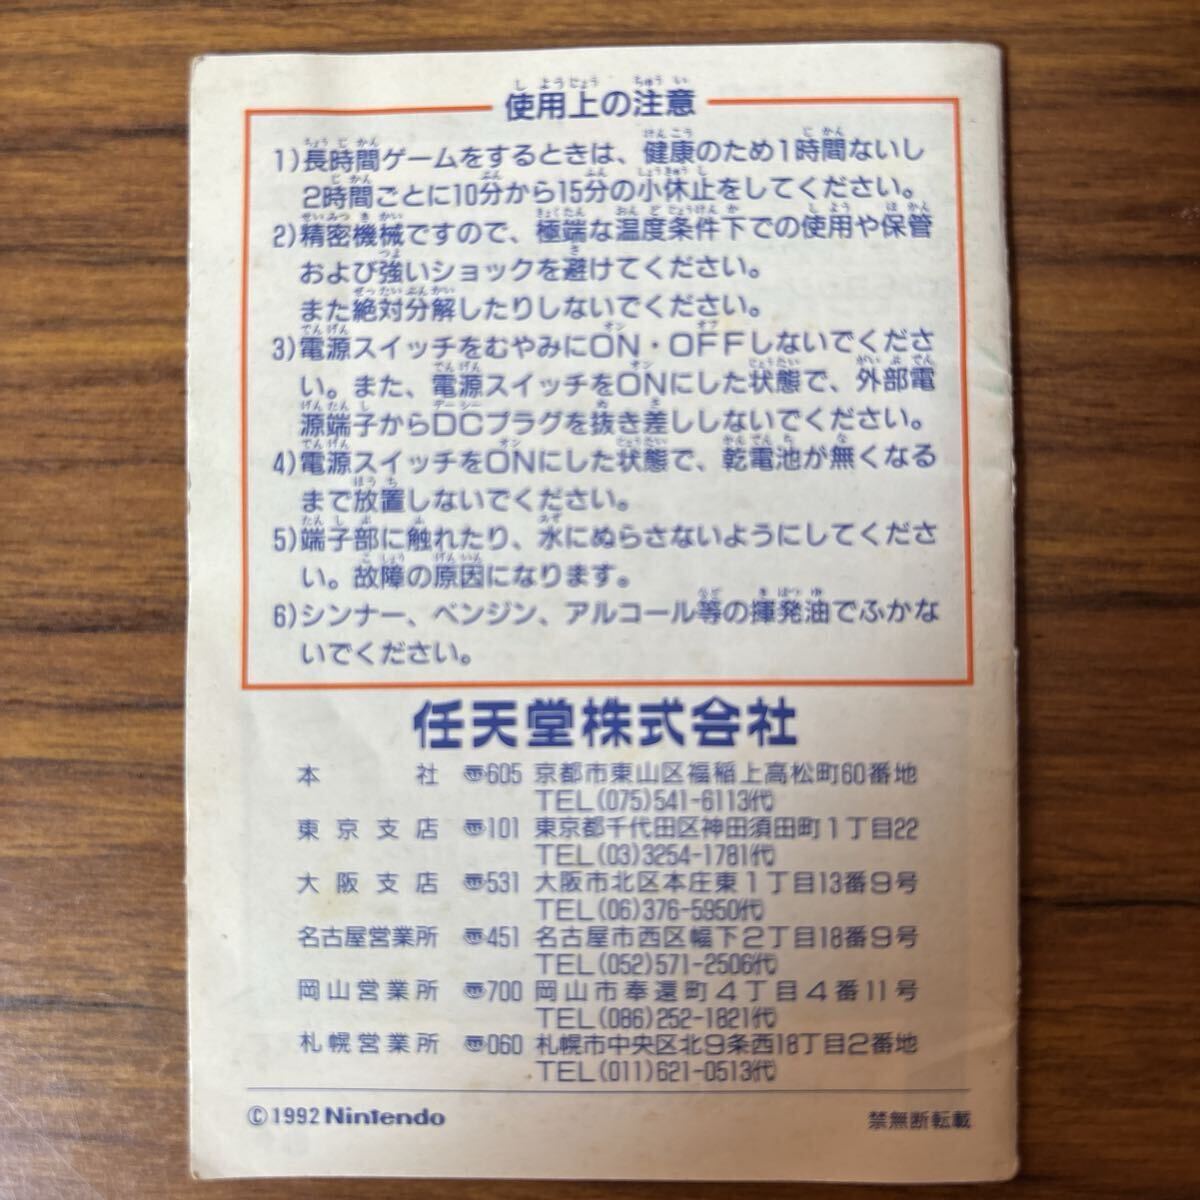 使用上の注意
1)長時間ゲームをするときは、健康のため1時間ないし
2時間ごとに10分から15分の小休止をしてください。
2)精密機械ですので、極端な温度条件下での使用や保管
および強いショックを避けてください。
また絶対分解したりしないでください。
3)電源スイッチをむやみにON・OFFしないでくださ
い。また、電源スイッチをONにした状態で、外部電
源端子からDCプラグを抜き差ししないでください。
4)電源スイッチをONにした状態で、乾電池が無くなる
まで放置しないでください。
5)端子部に触れたり、水にぬらさないようにしてくださ
い。故障の原因になります。
6)シンナー、ベンジン、アルコール等の揮発油でふかな
いでください。
任天堂株式会社
本社 〠605 京都市東山区福稲上高松町60番地
TEL(075)541-6113代
東京支店 〠101 東京都千代田区神田須田町1丁目22
TEL(03)3254-1781代
大阪支店 〠531 大阪市北区本庄東1丁目13番9号
TEL(06)376-5950代
名古屋営業所 〠451 名古屋市西区幅下2丁目18番9号
TEL(052)571-2506代
岡山営業所 〠700 岡山市奉還町4丁目4番11号
TEL(086)252-1821代
札幌営業所 〠060 札幌市中央区北9条西18丁目2番地
TEL(011)621-0513代
©1992 Nintendo 禁無断転載